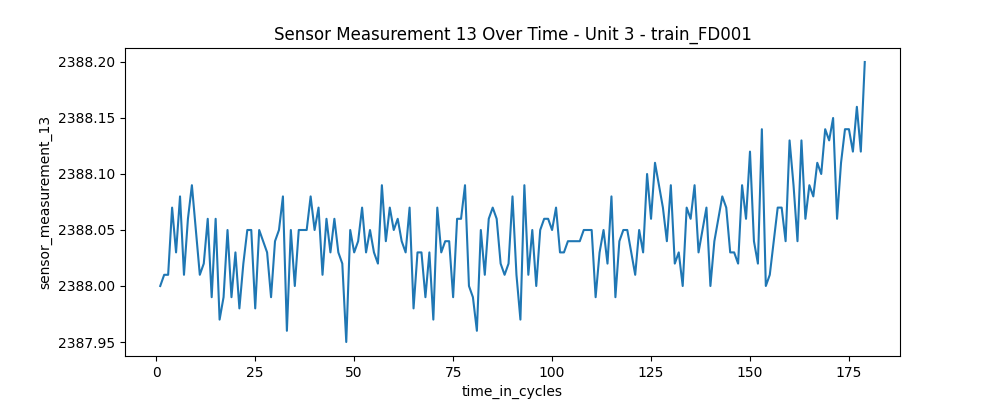 Sensor Measurement 13 Over Time - Unit 3 - train_FD001
2388.20
2388.15
2388.10
2388.05
2388.00
2387.95
sensor_measurement_13
0 25 50 75 100 125 150 175
time_in_cycles